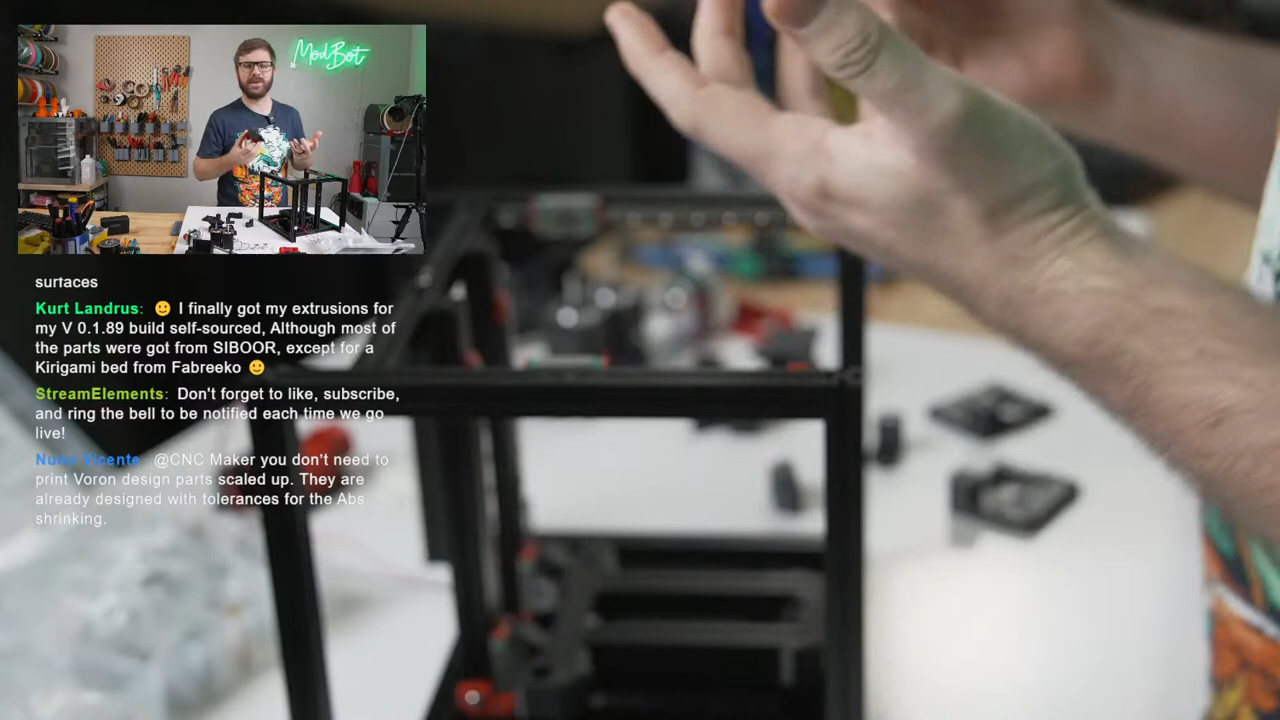 ModBot
surfaces
Kurt Landrus: 🙂 I finally got my extrusions for
my V 0.1.89 build self-sourced, Although most of
the parts were got from SIBOOR, except for a
Kirigami bed from Fabreeko 🙂
StreamElements: Don't forget to like, subscribe,
and ring the bell to be notified each time we go
live!
Nuno Vicente: @CNC Maker you don't need to
print Voron design parts scaled up. They are
already designed with tolerances for the Abs
shrinking.